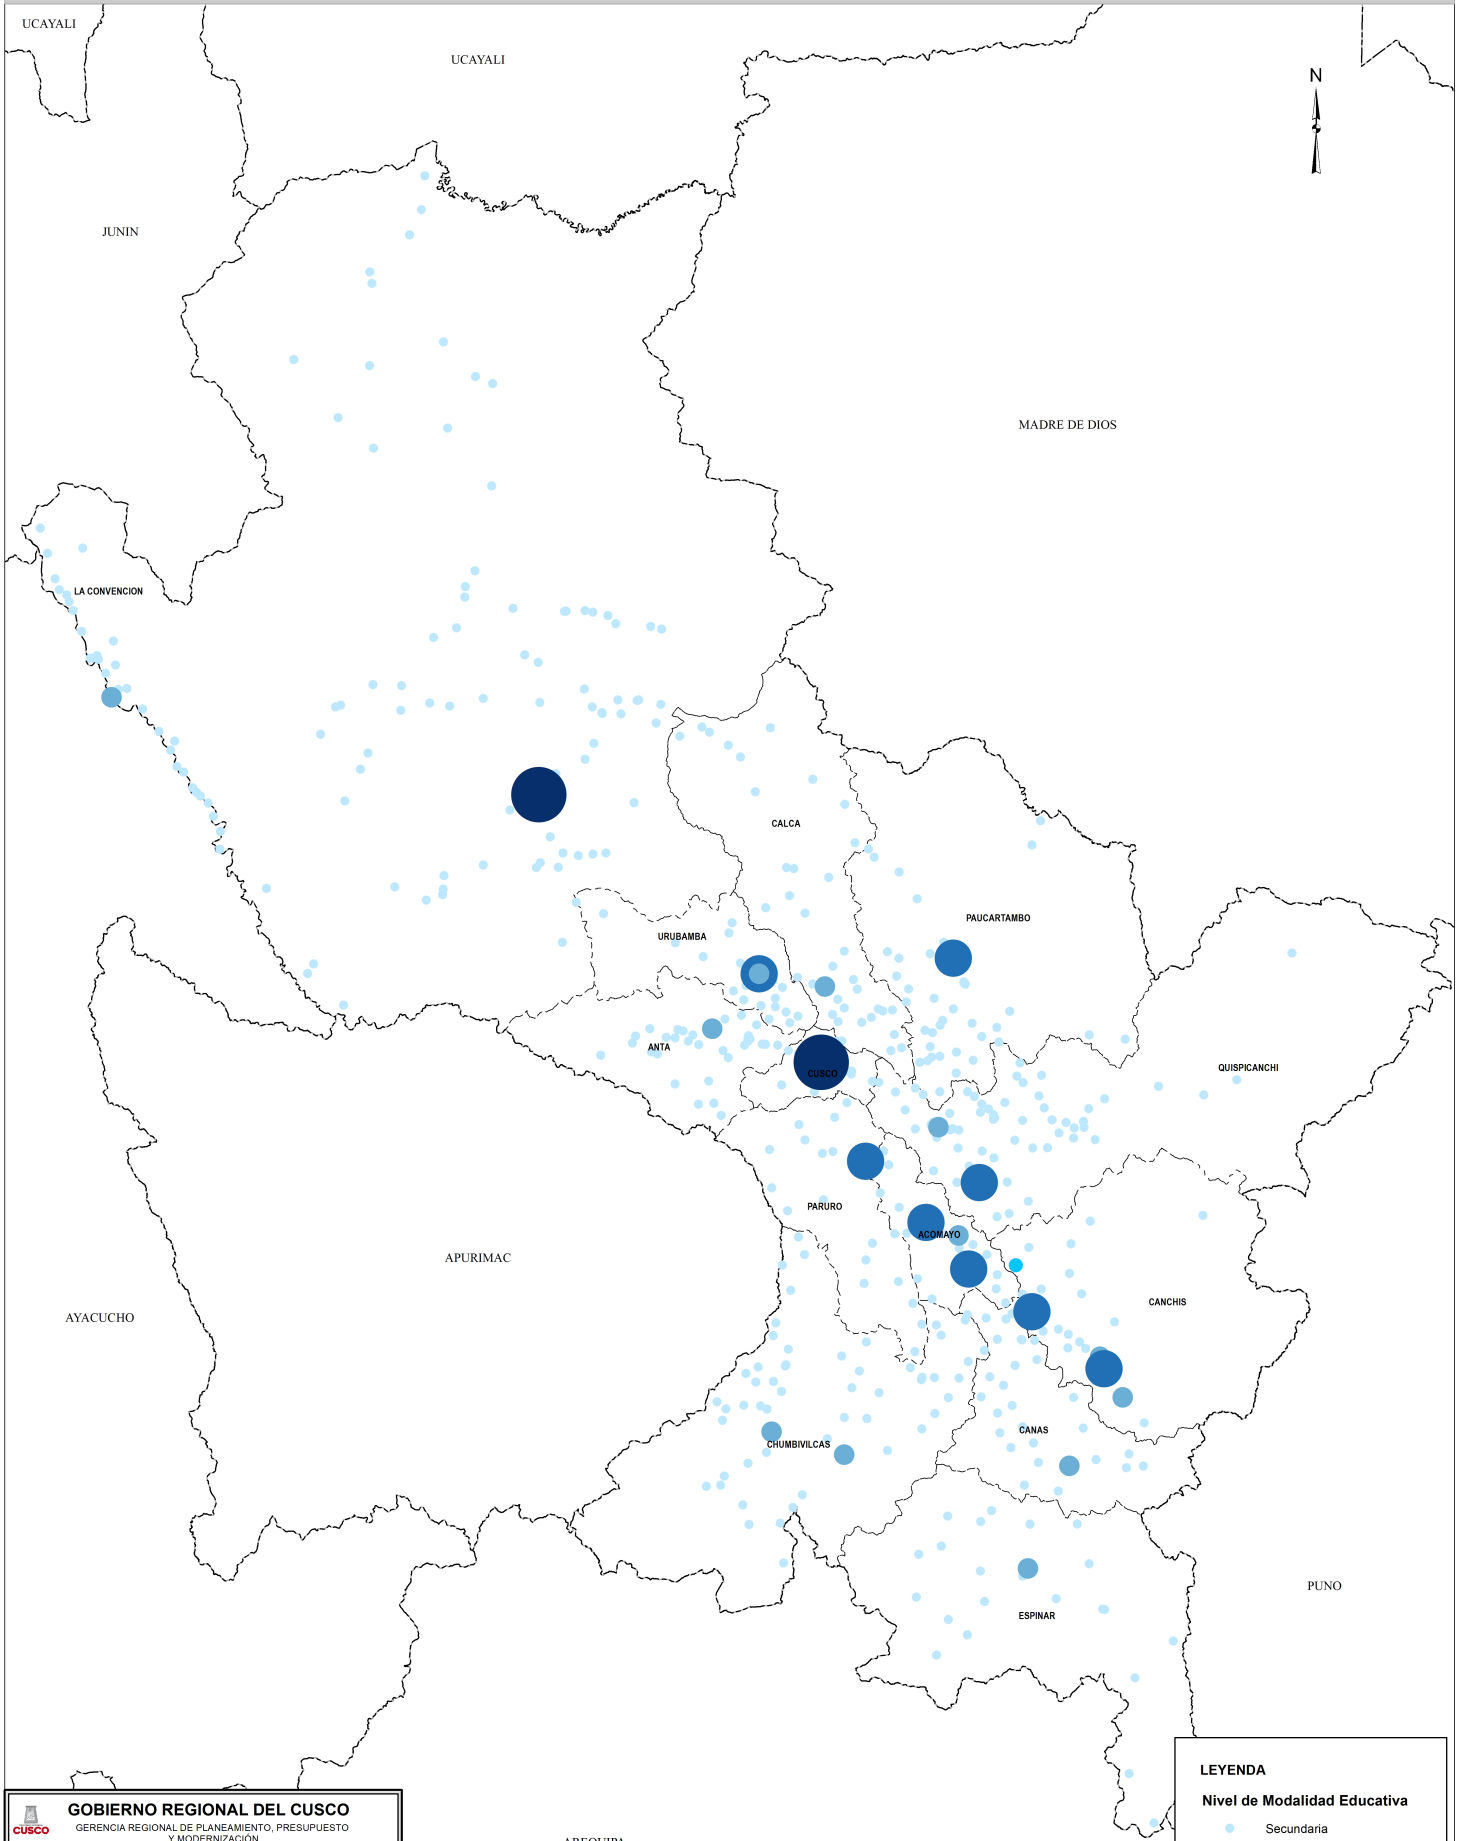 UCAYALI
UCAYALI
N
JUNIN
MADRE DE DIOS
LA CONVENCION
CALCA
PAUCARTAMBO
URUBAMBA
ANTA
CUSCO
QUISPICANCHI
PARURO
ACOMAYO
APURIMAC
CANCHIS
AYACUCHO
CANAS
CHUMBIVILCAS
PUNO
ESPINAR
LEYENDA
Nivel de Modalidad Educativa
Secundaria
GOBIERNO REGIONAL DEL CUSCO
GERENCIA REGIONAL DE PLANEAMIENTO, PRESUPUESTO
Y MODERNIZACIÓN
CUSCO
AREQUIPA